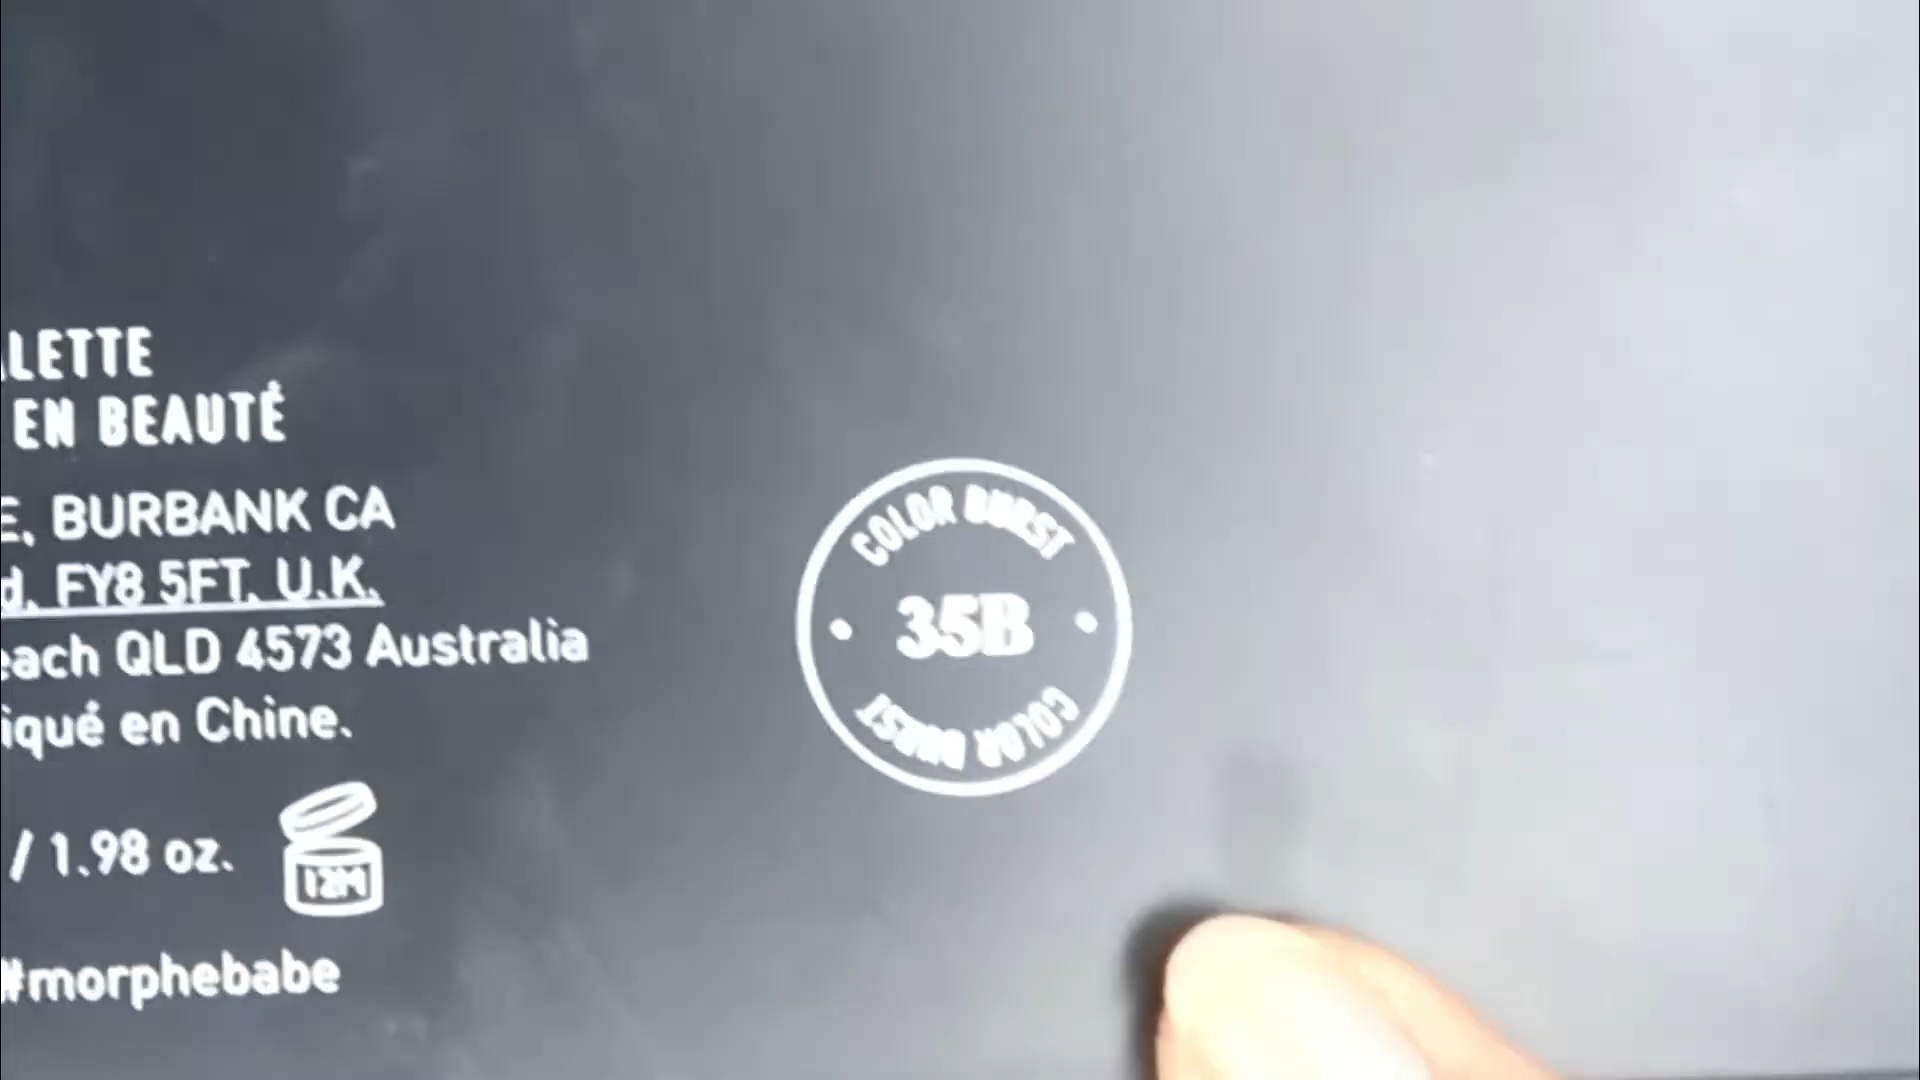 LETTE
EN BEAUTÉ
E, BURBANK CA
d, FY8 5FT, U.K.
each QLD 4573 Australia
iqué en Chine.
/ 1.98 oz.
12M
#morphebabe
COLOR BURST
35B
COLOR BURST